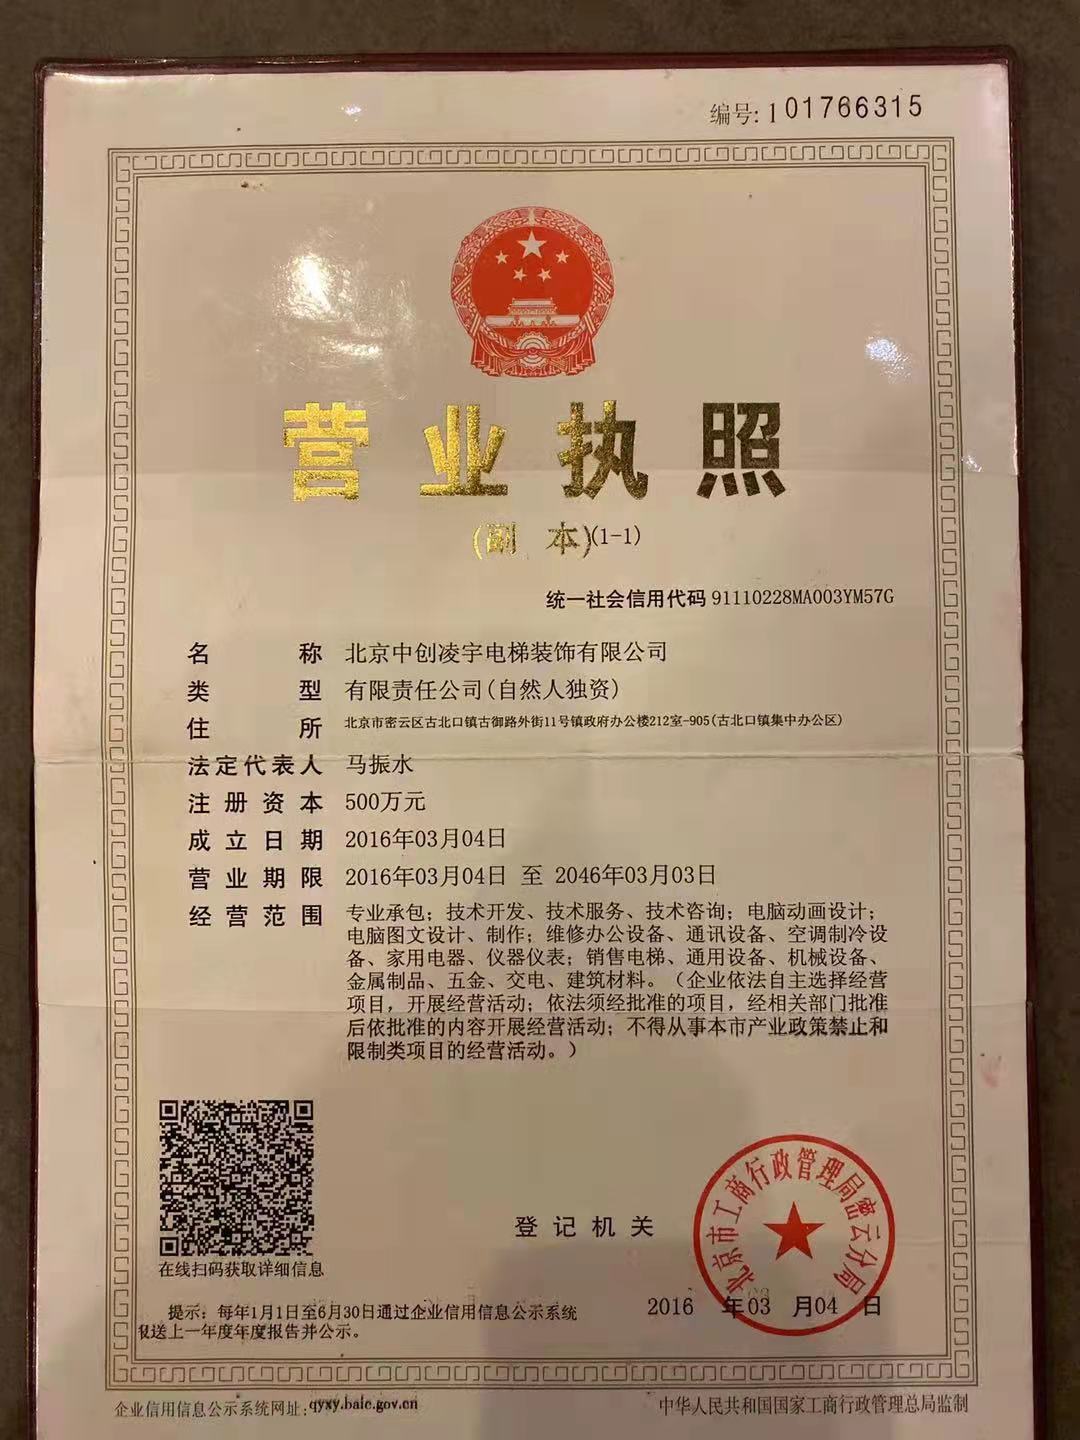 编号:101766315
营业执照
(副 本)(1-1)
统一社会信用代码 91110228MA003YM57G
名称 北京中创凌宇电梯装饰有限公司
类型 有限责任公司(自然人独资)
住所 北京市密云区古北口镇古御路外街11号镇政府办公楼212室-905(古北口镇集中办公区)
法定代表人 马振水
注册资本 500万元
成立日期 2016年03月04日
营业期限 2016年03月04日 至 2046年03月03日
经营范围 专业承包；技术开发、技术服务、技术咨询；电脑动画设计；
电脑图文设计、制作；维修办公设备、通讯设备、空调制冷设
备、家用电器、仪器仪表；销售电梯、通用设备、机械设备、
金属制品、五金、交电、建筑材料。（企业依法自主选择经营
项目，开展经营活动；依法须经批准的项目，经相关部门批准
后依批准的内容开展经营活动；不得从事本市产业政策禁止和
限制类项目的经营活动。）
在线扫码获取详细信息
登记机关
北京市工商行政管理局密云分局
2016 年03 月04 日
提示：每年1月1日至6月30日通过企业信用信息公示系统
报送上一年度年度报告并公示。
企业信用信息公示系统网址：qyxy.baic.gov.cn
中华人民共和国国家工商行政管理总局监制